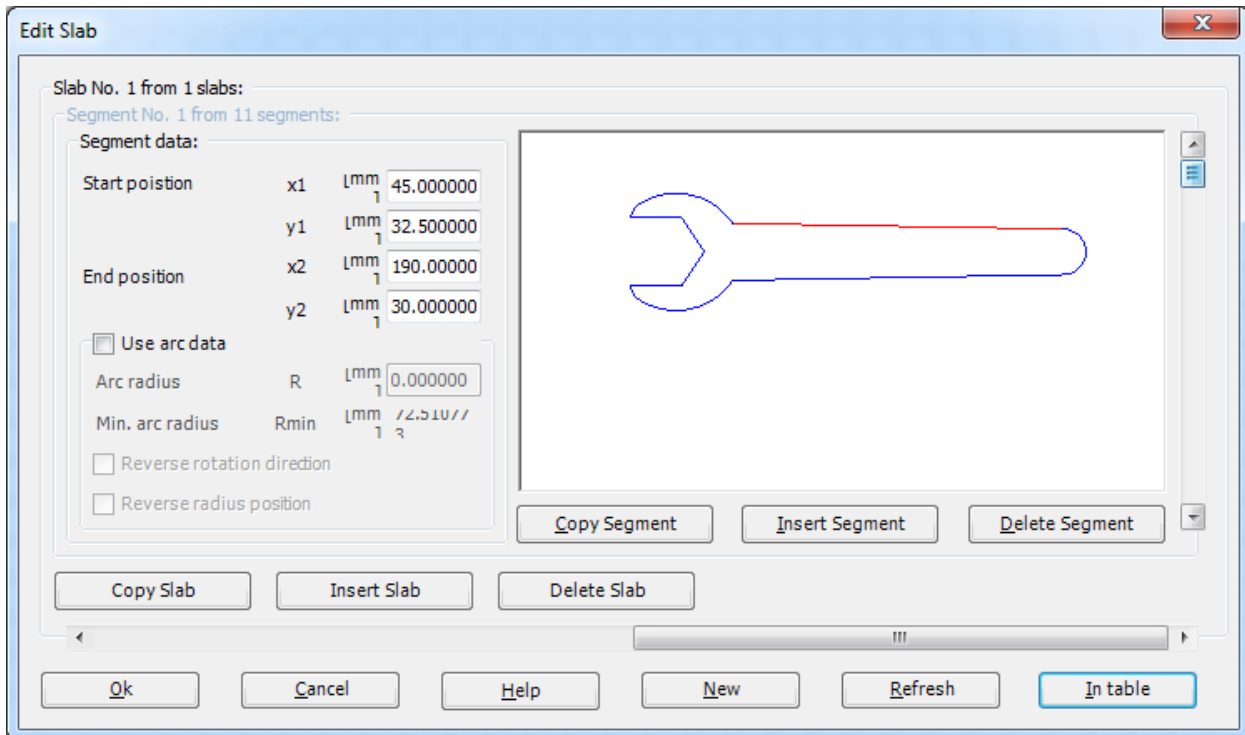 Edit Slab
Slab No. 1 from 1 slabs:
Segment No. 1 from 11 segments:
Segment data:
Start poistion x1 [mm] 45.000000
y1 [mm] 32.500000
End position x2 [mm] 190.00000
y2 [mm] 30.000000
Use arc data
Arc radius R [mm] 0.000000
Min. arc radius Rmin [mm] 72.510773
Reverse rotation direction
Reverse radius position
Copy Segment Insert Segment Delete Segment
Copy Slab Insert Slab Delete Slab
Ok Cancel Help New Refresh In table